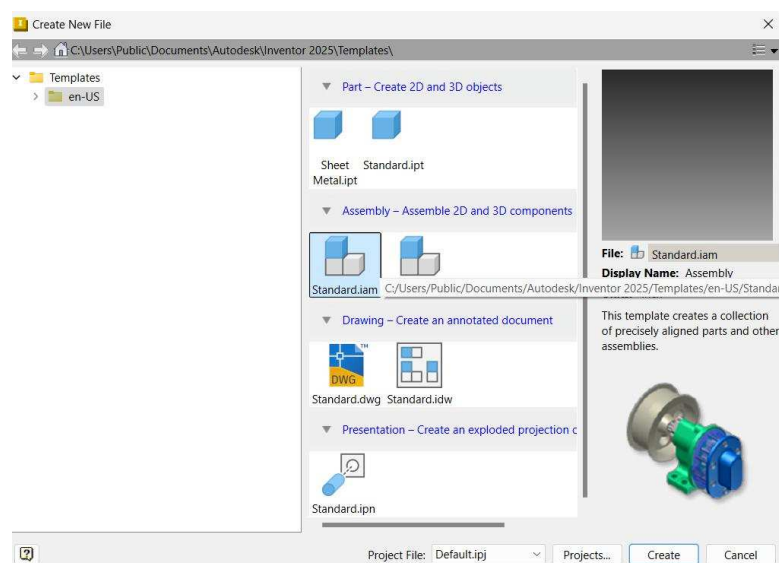 Create New File
C:\Users\Public\Documents\Autodesk\Inventor 2025\Templates\
Templates
en-US
Part – Create 2D and 3D objects
Sheet Metal.ipt
Standard.ipt
Assembly – Assemble 2D and 3D components
Standard.iam
C:/Users/Public/Documents/Autodesk/Inventor 2025/Templates/en-US/Standar
Drawing – Create an annotated document
DWG
Standard.dwg
Standard.idw
Presentation – Create an exploded projection
Standard.ipn
File: Standard.iam
Display Name: Assembly
This template creates a collection
of precisely aligned parts and other
assemblies.
Project File: Default.ipj
Projects...
Create
Cancel